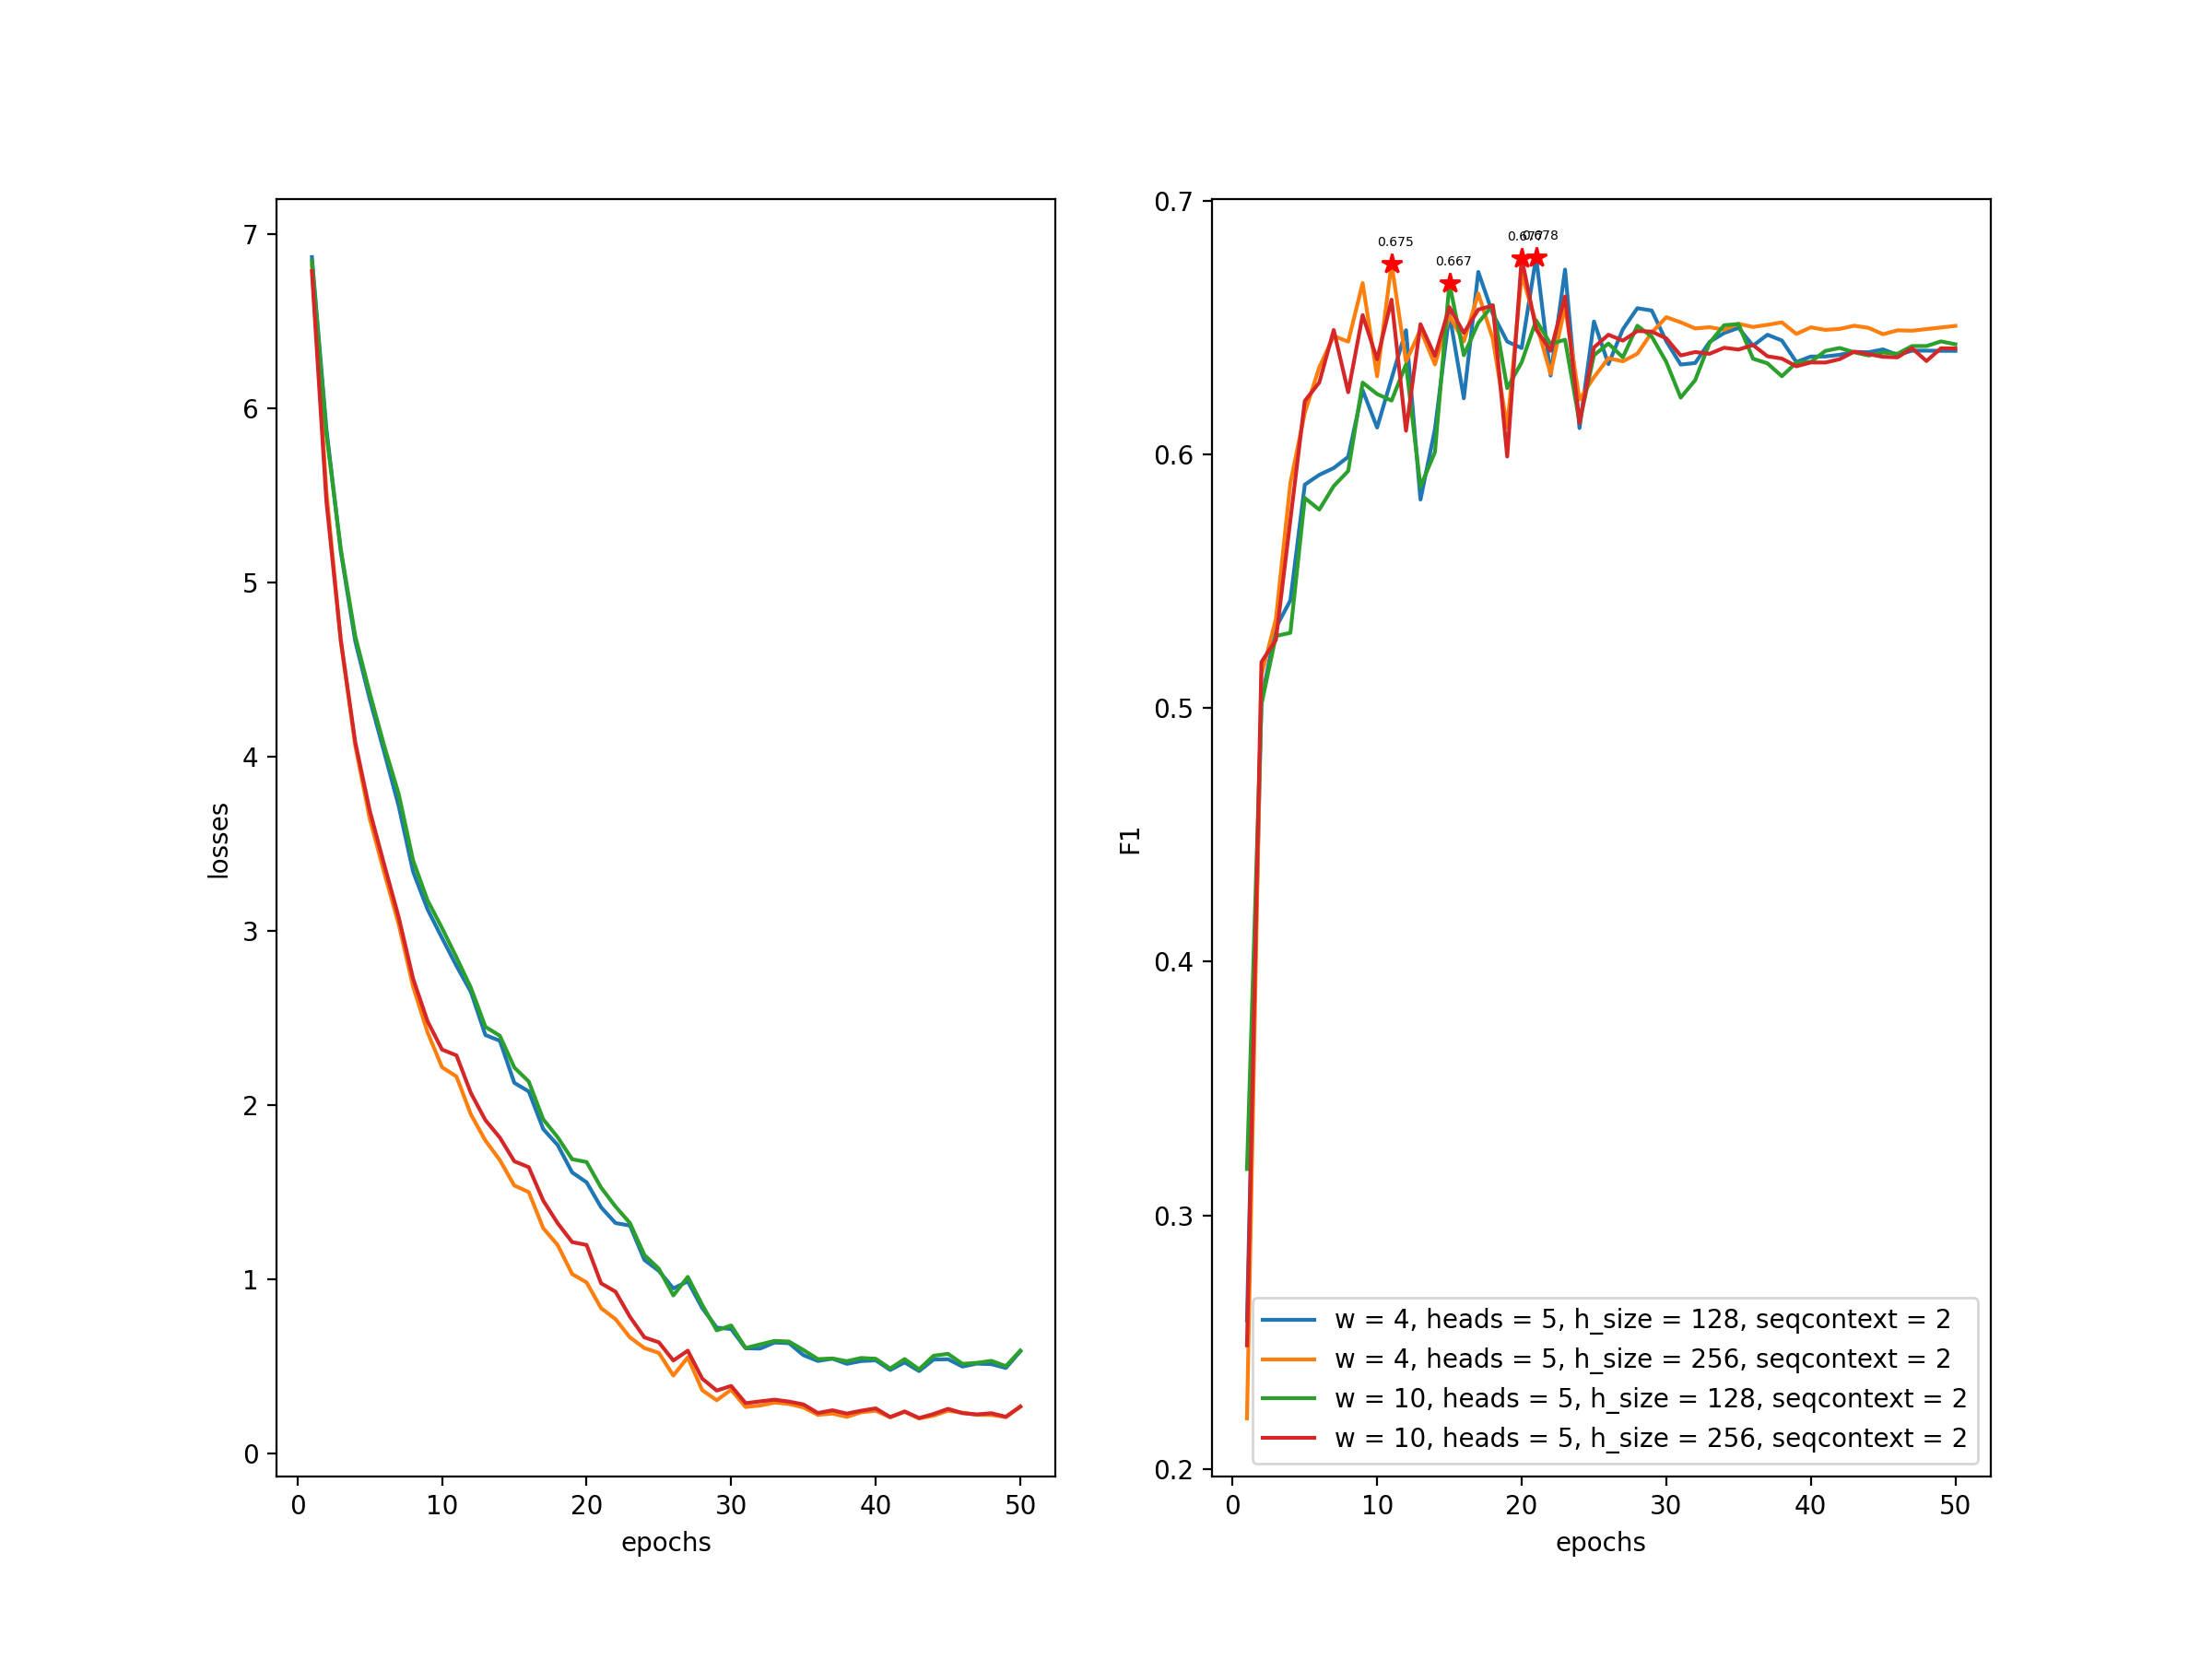 7
6
5
4
3
2
1
0
losses
0 10 20 30 40 50
epochs
0.7
0.6
0.5
0.4
0.3
0.2
F1
0.675
0.667
0.678
w = 4, heads = 5, h_size = 128, seqcontext = 2
w = 4, heads = 5, h_size = 256, seqcontext = 2
w = 10, heads = 5, h_size = 128, seqcontext = 2
w = 10, heads = 5, h_size = 256, seqcontext = 2
0 10 20 30 40 50
epochs